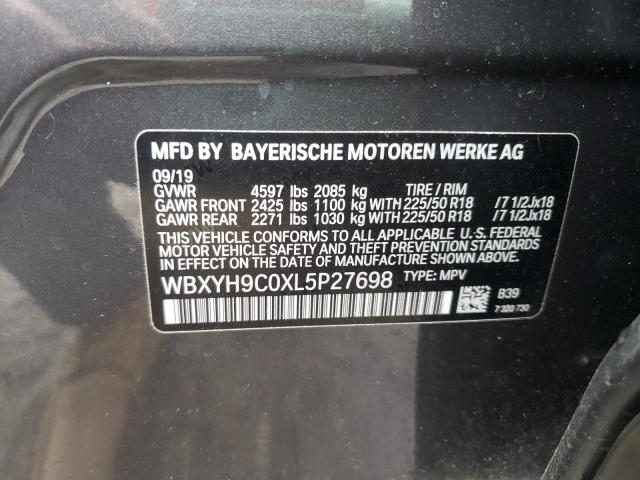 MFD BY BAYERISCHE MOTOREN WERKE AG
09/19
GVWR 4597 lbs 2085 kg TIRE / RIM
GAWR FRONT 2425 lbs 1100 kg WITH 225/50 R18 /7 1/2Jx18
GAWR REAR 2271 lbs 1030 kg WITH 225/50 R18 /7 1/2Jx18
THIS VEHICLE CONFORMS TO ALL APPLICABLE U.S. FEDERAL
MOTOR VEHICLE SAFETY AND THEFT PREVENTION STANDARDS
IN EFFECT ON THE DATE OF MANUFACTURE SHOWN ABOVE.
WBXYH9C0XL5P27698 TYPE: MPV
B39
7 320 730